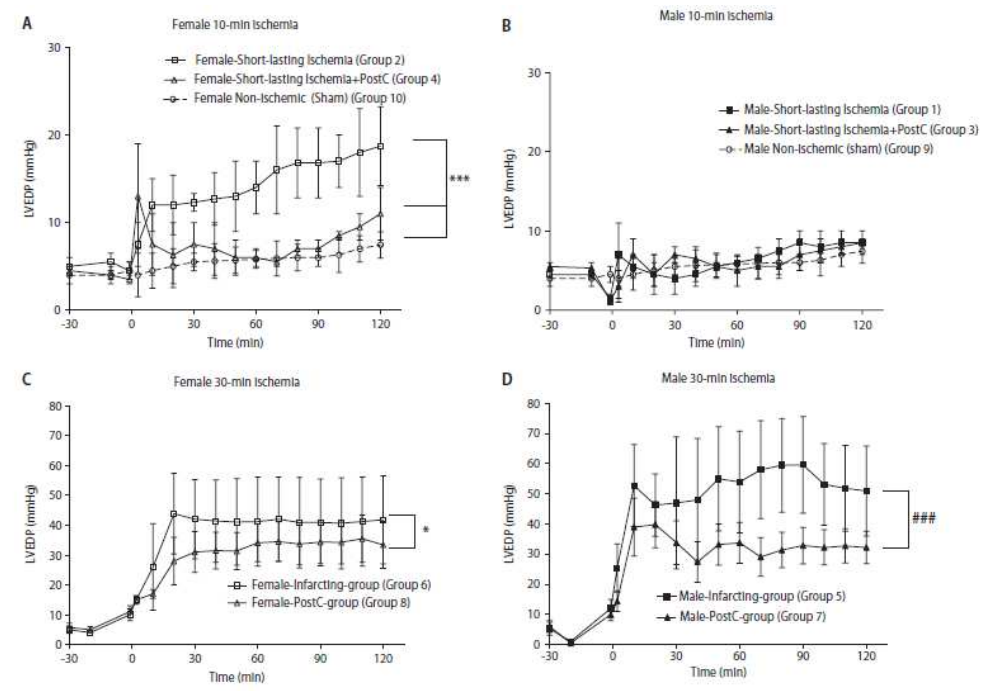 A
Female 10-min Ischemia
30
20
10
0
LVEDP (mmHg)
Female-Short-lasting Ischemia (Group 2)
Female-Short-lasting Ischemia+PostC (Group 4)
Female Non-Ischemic (Sham) (Group 10)
***
-30 0 30 60 90 120
Time (min)
B
Male 10-min Ischemia
30
20
10
0
LVEDP (mmHg)
Male-Short-lasting Ischemia (Group 1)
Male-Short-lasting Ischemia+PostC (Group 3)
Male Non-Ischemic (sham) (Group 9)
-30 0 30 60 90 120
Time (min)
C
Female 30-min Ischemia
80
70
60
50
40
30
20
10
0
LVEDP (mmHg)
*
Female-Infarcting-group (Group 6)
Female-PostC-group (Group 8)
-30 0 30 60 90 120
Time (min)
D
Male 30-min Ischemia
80
70
60
50
40
30
20
10
0
LVEDP (mmHg)
###
Male-Infarcting-group (Group 5)
Male-PostC-group (Group 7)
-30 0 30 60 90 120
Time (min)